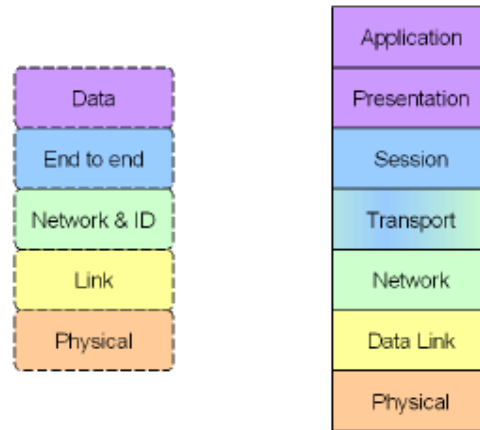 Data
End to end
Network & ID
Link
Physical
Application
Presentation
Session
Transport
Network
Data Link
Physical